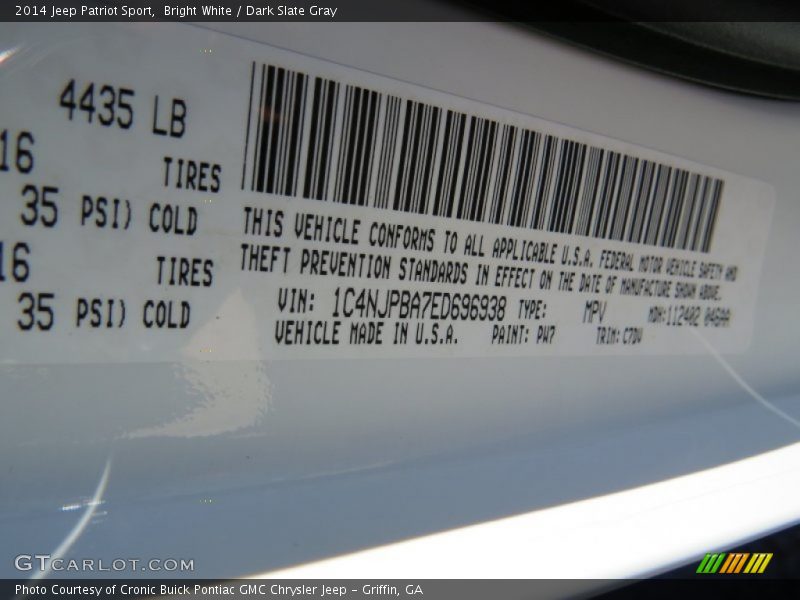 2014 Jeep Patriot Sport,  Bright White / Dark Slate Gray
4435 LB
16 TIRES
35 PSI) COLD
16 TIRES
35 PSI) COLD
THIS VEHICLE CONFORMS TO ALL APPLICABLE U.S.A. FEDERAL MOTOR VEHICLE SAFETY AND
THEFT PREVENTION STANDARDS IN EFFECT ON THE DATE OF MANUFACTURE SHOWN ABOVE.
VIN: 1C4NJPBA7ED696938 TYPE: MPV MDH:112402
VEHICLE MADE IN U.S.A. PAINT: PW7 TRIM:
GTCARLOT.COM
Photo Courtesy of Cronic Buick Pontiac GMC Chrysler Jeep - Griffin, GA